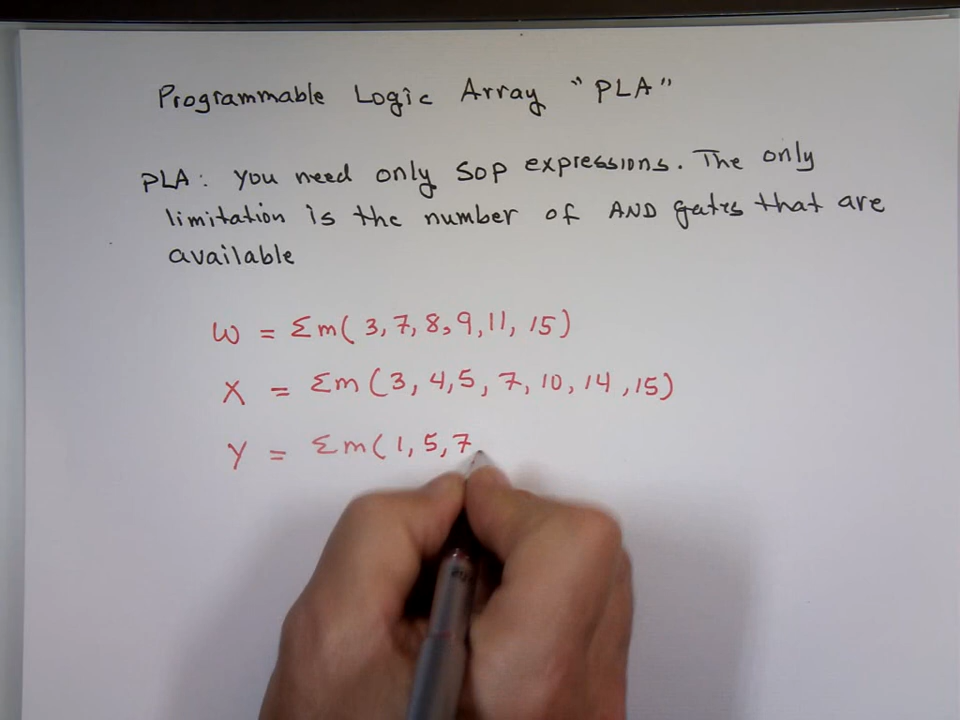 Programmable Logic Array "PLA"
PLA: you need only SOP expressions. The only
limitation is the number of AND gates that are
available
W = Σm( 3, 7, 8, 9, 11, 15)
X = Σm(3, 4, 5, 7, 10, 14, 15)
Y = Σm( 1, 5, 7